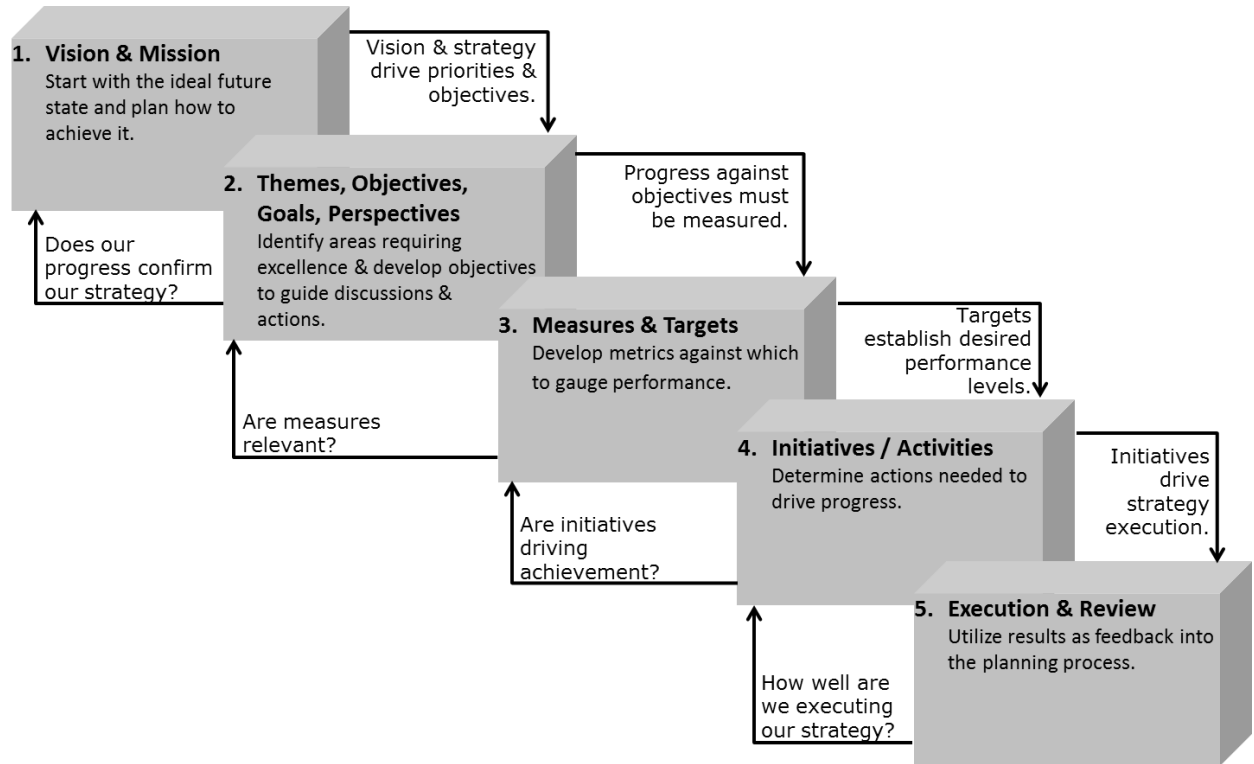 1. Vision & Mission
Start with the ideal future
state and plan how to
achieve it.
Vision & strategy
drive priorities &
objectives.
2. Themes, Objectives,
Goals, Perspectives
Identify areas requiring
excellence & develop objectives
to guide discussions &
actions.
Progress against
objectives must
be measured.
Does our
progress confirm
our strategy?
3. Measures & Targets
Develop metrics against which
to gauge performance.
Targets
establish desired
performance
levels.
Are measures
relevant?
4. Initiatives / Activities
Determine actions needed to
drive progress.
Initiatives
drive
strategy
execution.
Are initiatives
driving
achievement?
5. Execution & Review
Utilize results as feedback into
the planning process.
How well are
we executing
our strategy?